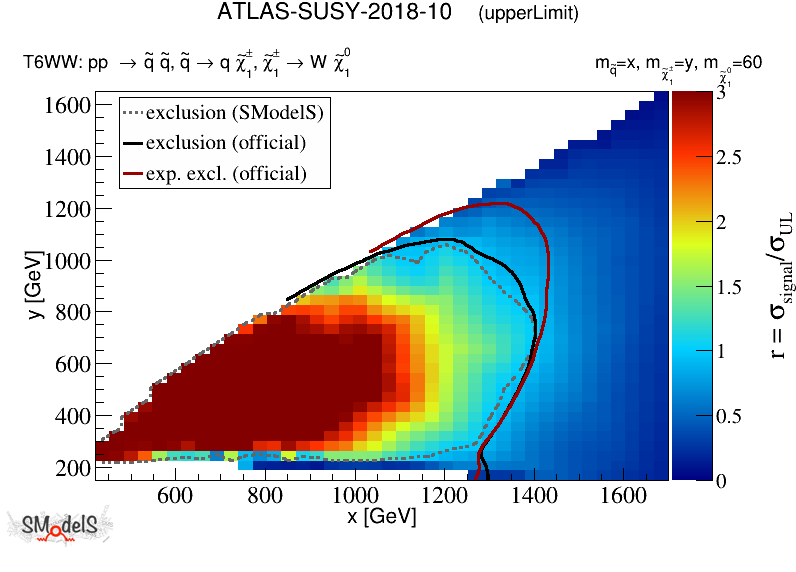 ATLAS-SUSY-2018-10 (upperLimit)
T6WW: pp → q̃ q̃, q̃ → q χ̃₁±, χ̃₁± → W χ̃₁⁰
m_q̃=x, m_χ̃₁±=y, m_χ̃₁⁰=60
exclusion (SModelS)
exclusion (official)
exp. excl. (official)
1600
1400
1200
1000
800
600
400
200
y [GeV]
600 800 1000 1200 1400 1600
x [GeV]
3
2.5
2
1.5
1
0.5
0
r = σ_signal/σ_UL
SModelS